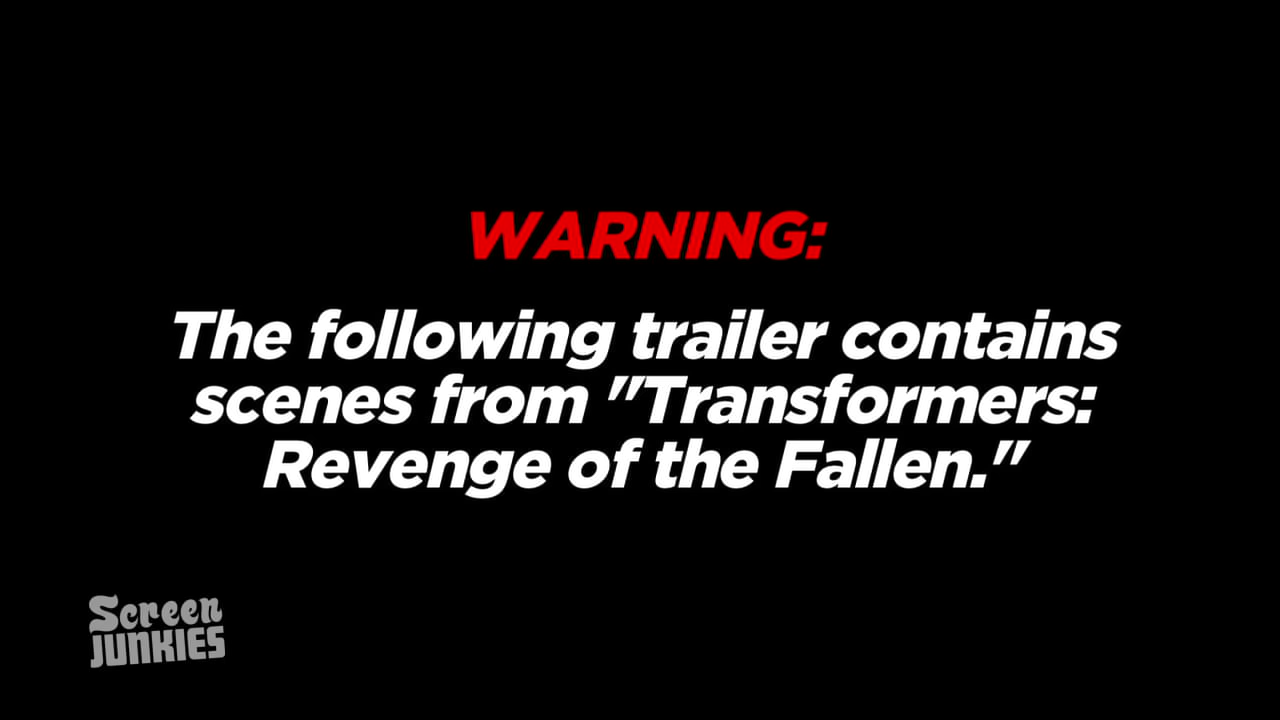 WARNING:
The following trailer contains
scenes from "Transformers:
Revenge of the Fallen."
Screen
JUNKIES